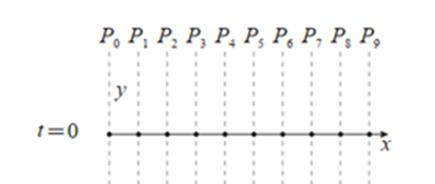 P₀ P₁ P₂ P₃ P₄ P₅ P₆ P₇ P₈ P₉
y
t=0
x